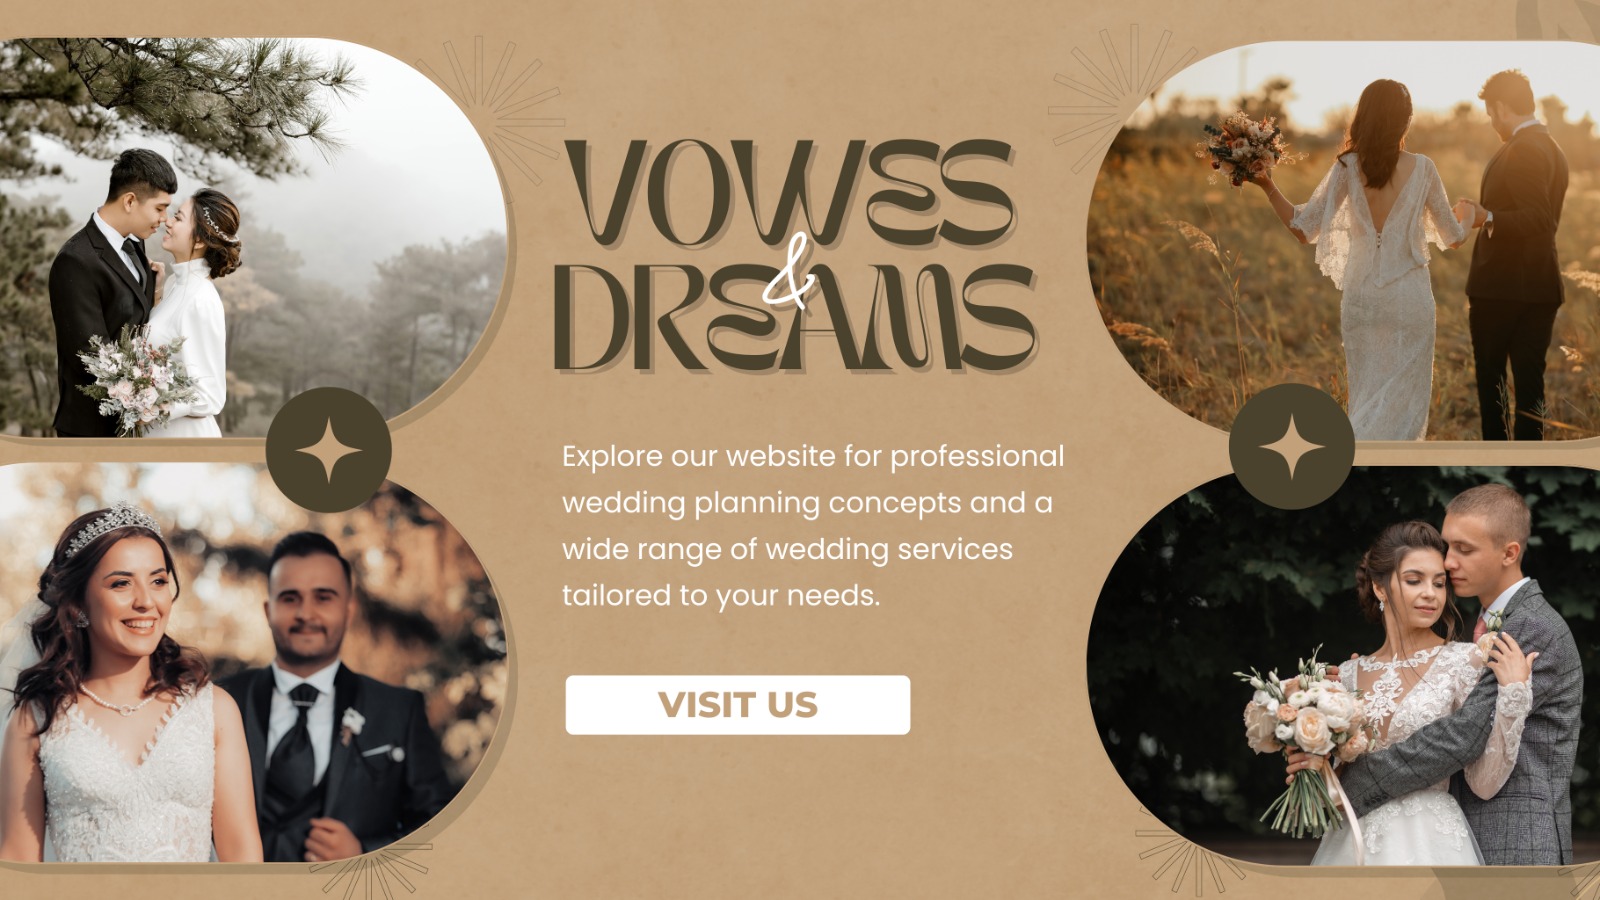 VOWES
&
DREAMS
Explore our website for professional
wedding planning concepts and a
wide range of wedding services
tailored to your needs.
VISIT US